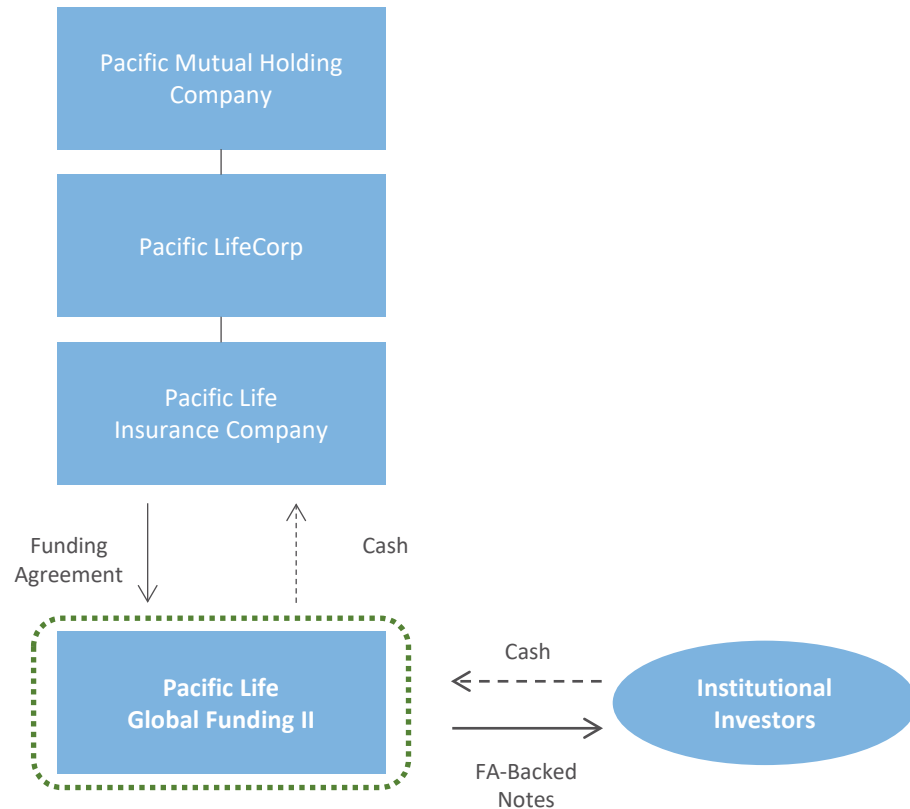 Pacific Mutual Holding
Company
Pacific LifeCorp
Pacific Life
Insurance Company
Funding
Agreement
Cash
Pacific Life
Global Funding II
Cash
FA-Backed
Notes
Institutional
Investors